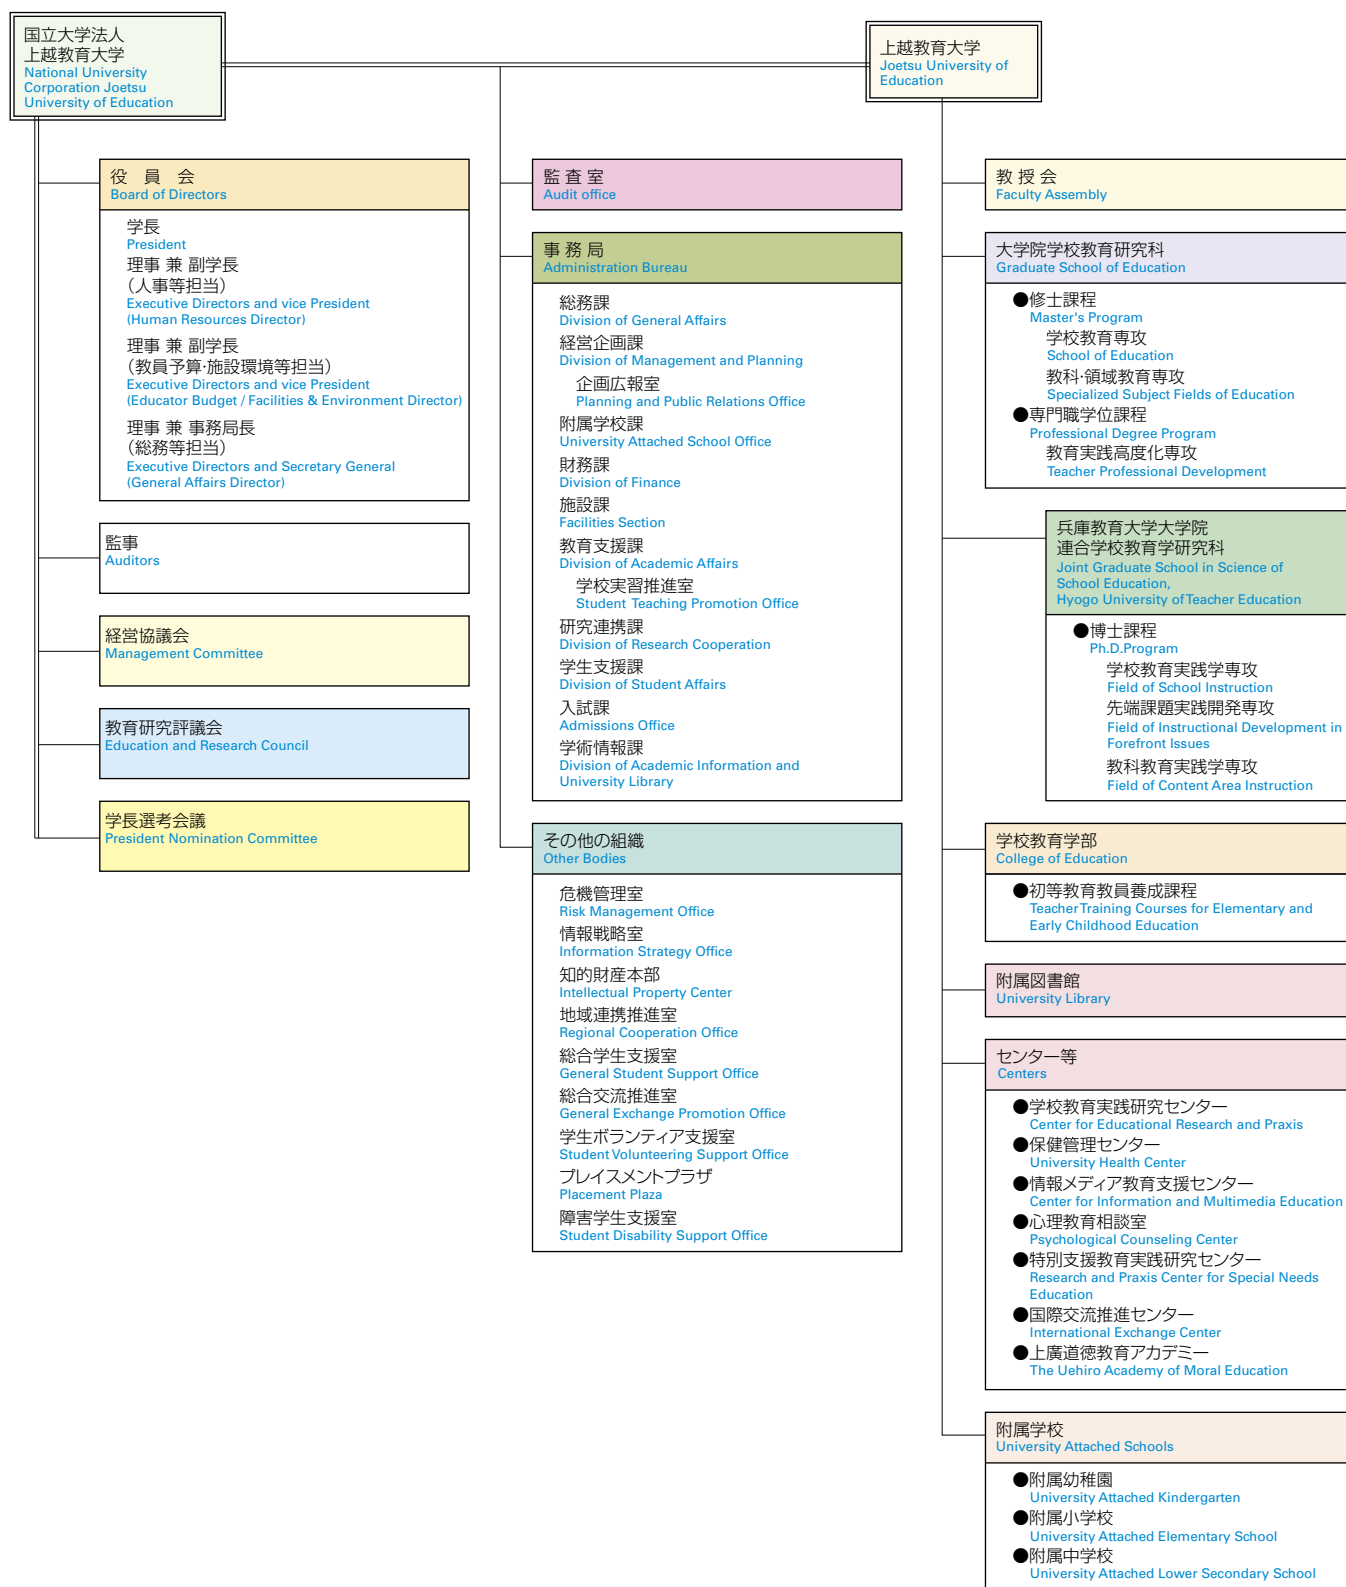 国立大学法人
上越教育大学
National University
Corporation Joetsu
University of Education
上越教育大学
Joetsu University of
Education
役 員 会
Board of Directors
学長
President
理事 兼 副学長
（人事等担当）
Executive Directors and vice President
(Human Resources Director)
理事 兼 副学長
（教員予算・施設環境等担当）
Executive Directors and vice President
(Educator Budget / Facilities & Environment Director)
理事 兼 事務局長
（総務等担当）
Executive Directors and Secretary General
(General Affairs Director)
監事
Auditors
経営協議会
Management Committee
教育研究評議会
Education and Research Council
学長選考会議
President Nomination Committee
監 査 室
Audit office
事 務 局
Administration Bureau
総務課
Division of General Affairs
経営企画課
Division of Management and Planning
企画広報室
Planning and Public Relations Office
附属学校課
University Attached School Office
財務課
Division of Finance
施設課
Facilities Section
教育支援課
Division of Academic Affairs
学校実習推進室
Student Teaching Promotion Office
研究連携課
Division of Research Cooperation
学生支援課
Division of Student Affairs
入試課
Admissions Office
学術情報課
Division of Academic Information and
University Library
その他の組織
Other Bodies
危機管理室
Risk Management Office
情報戦略室
Information Strategy Office
知的財産本部
Intellectual Property Center
地域連携推進室
Regional Cooperation Office
総合学生支援室
General Student Support Office
総合交流推進室
General Exchange Promotion Office
学生ボランティア支援室
Student Volunteering Support Office
プレイスメントプラザ
Placement Plaza
障害学生支援室
Student Disability Support Office
教 授 会
Faculty Assembly
大学院学校教育研究科
Graduate School of Education
●修士課程
Master's Program
学校教育専攻
School of Education
教科・領域教育専攻
Specialized Subject Fields of Education
●専門職学位課程
Professional Degree Program
教育実践高度化専攻
Teacher Professional Development
兵庫教育大学大学院
連合学校教育学研究科
Joint Graduate School in Science of
School Education,
Hyogo University of Teacher Education
●博士課程
Ph.D.Program
学校教育実践学専攻
Field of School Instruction
先端課題実践開発専攻
Field of Instructional Development in
Forefront Issues
教科教育実践学専攻
Field of Content Area Instruction
学校教育学部
College of Education
●初等教育教員養成課程
Teacher Training Courses for Elementary and
Early Childhood Education
附属図書館
University Library
センター等
Centers
●学校教育実践研究センター
Center for Educational Research and Praxis
●保健管理センター
University Health Center
●情報メディア教育支援センター
Center for Information and Multimedia Education
●心理教育相談室
Psychological Counseling Center
●特別支援教育実践研究センター
Research and Praxis Center for Special Needs
Education
●国際交流推進センター
International Exchange Center
●上廣道徳教育アカデミー
The Uehiro Academy of Moral Education
附属学校
University Attached Schools
●附属幼稚園
University Attached Kindergarten
●附属小学校
University Attached Elementary School
●附属中学校
University Attached Lower Secondary School